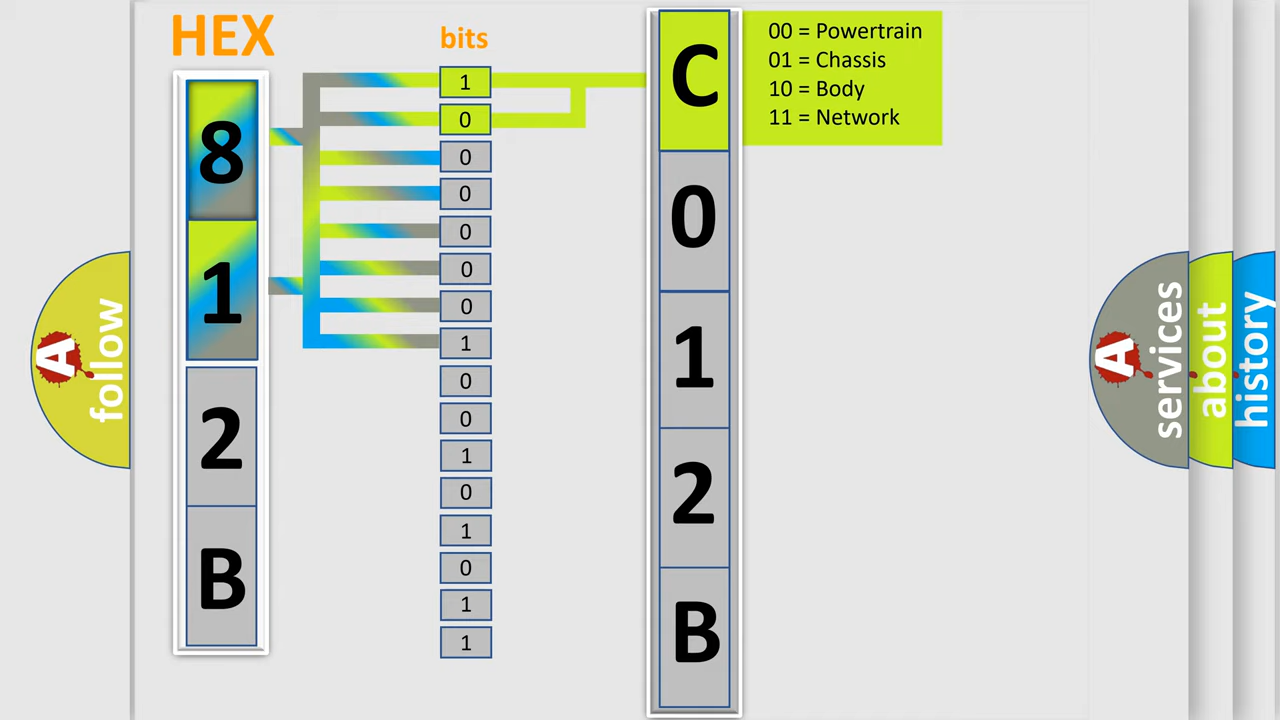 HEX
bits
8
1
2
B
1
0
0
0
0
0
0
1
0
0
1
0
1
0
1
1
C
0
1
2
B
00 = Powertrain
01 = Chassis
10 = Body
11 = Network
A
follow
A
services
about
history